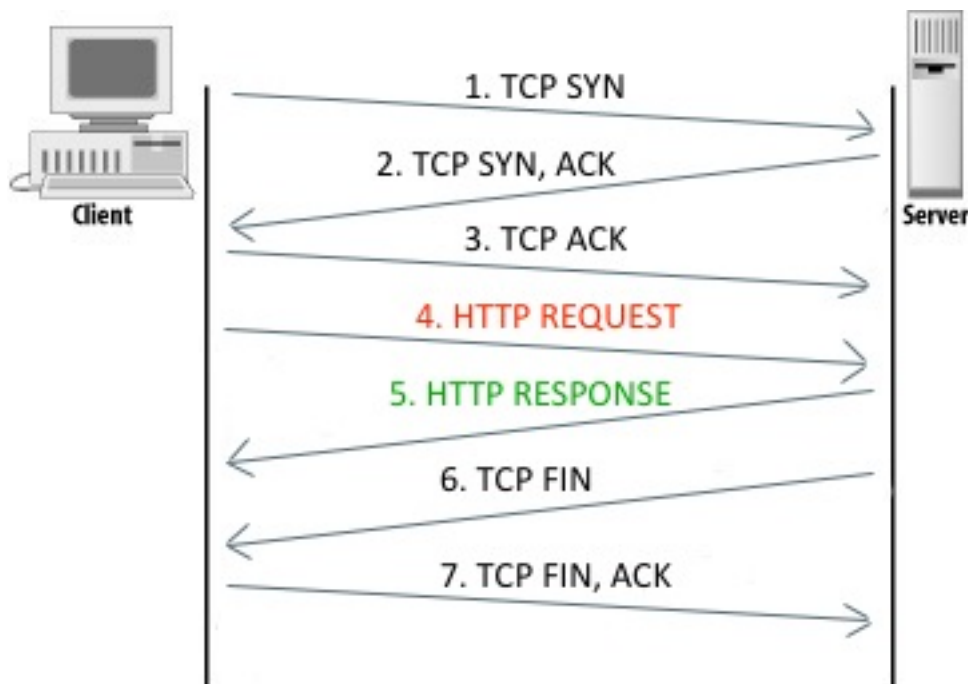 1. TCP SYN
2. TCP SYN, ACK
Client
Server
3. TCP ACK
4. HTTP REQUEST
5. HTTP RESPONSE
6. TCP FIN
7. TCP FIN, ACK